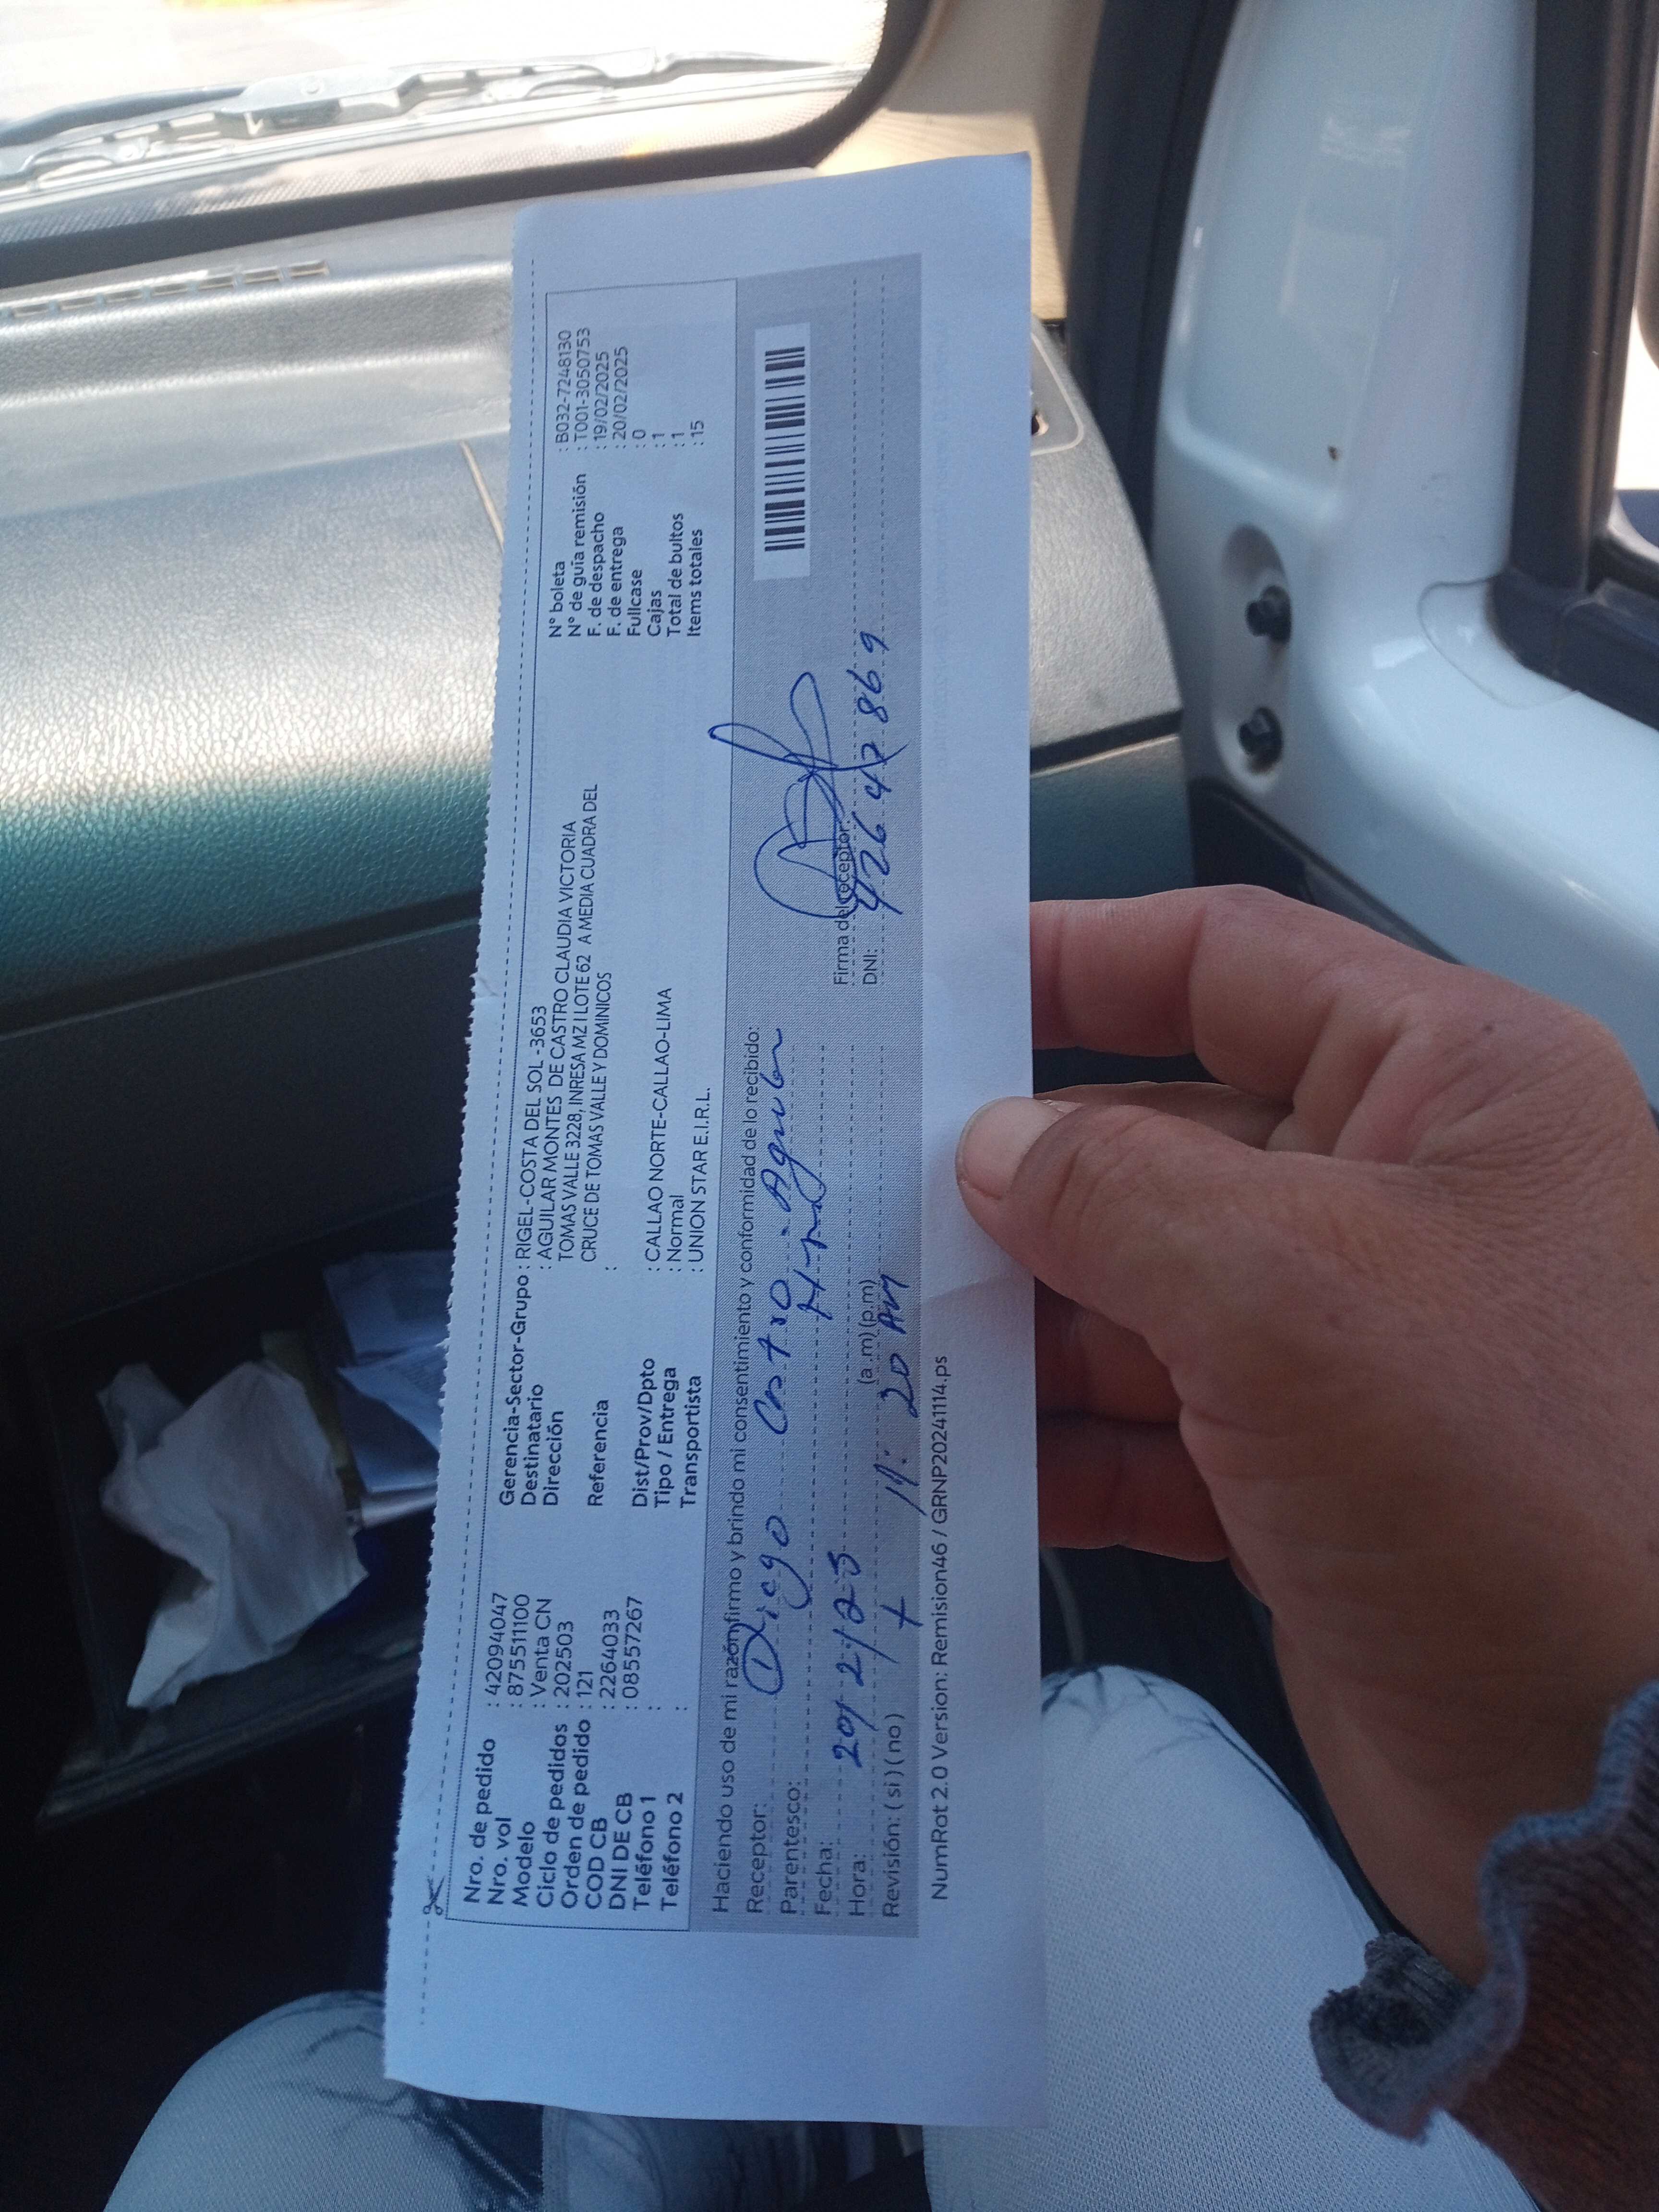 Nro. de pedido : 42094047
Nro. vol : 8755111100
Modelo : Venta CN
Ciclo de pedidos : 202503
Orden de pedido : 121
COD CB : 2264033
DNI DE CB : 08557267
Teléfono 1 :
Teléfono 2 :
Gerencia-Sector-Grupo : RIGEL-COSTA DEL SOL -3653
Destinatario : AGUILAR MONTES DE CASTRO CLAUDIA VICTORIA
Dirección TOMAS VALLE 3228, INRESA MZ I LOTE 62 A MEDIA CUADRA DEL
CRUCE DE TOMAS VALLE Y DOMINICOS
Referencia :
Dist/Prov/Dpto : CALLAO NORTE-CALLAO-LIMA
Tipo / Entrega : Normal
Transportista : UNION STAR E.I.R.L.
N° boleta : B032-7248130
N° de guía remisión : T001-3050753
F. de despacho : 19/02/2025
F. de entrega : 20/02/2025
Fullcase : 0
Cajas : 1
Total de bultos : 1
Items totales : 15
Haciendo uso de mi razón firmo y brindo mi consentimiento y conformidad de lo recibido:
Receptor: Diego Castro Aguilar
Parentesco:
Fecha: 20/2/25
Hora: (a.m) (p.m) 11:20 AM
Revisión: ( si ) ( no )
Firma del receptor:
DNI:
NumRot 2.0 Version: Remision46 / GRNP20241114.ps